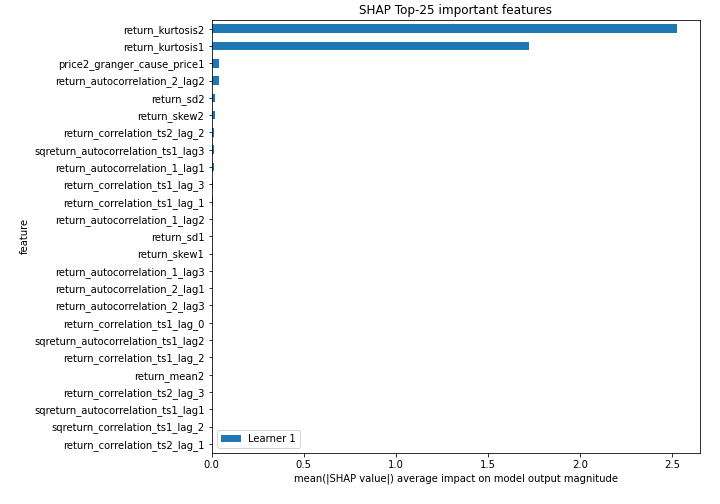 SHAP Top-25 important features
return_kurtosis2
return_kurtosis1
price2_granger_cause_price1
return_autocorrelation_2_lag2
return_sd2
return_skew2
return_correlation_ts2_lag_2
sqreturn_autocorrelation_ts1_lag3
return_autocorrelation_1_lag1
return_correlation_ts1_lag_3
return_correlation_ts1_lag_1
return_autocorrelation_1_lag2
return_sd1
return_skew1
return_autocorrelation_1_lag3
return_autocorrelation_2_lag1
return_autocorrelation_2_lag3
return_correlation_ts1_lag_0
sqreturn_autocorrelation_ts1_lag2
return_correlation_ts1_lag_2
return_mean2
return_correlation_ts2_lag_3
sqreturn_autocorrelation_ts1_lag1
sqreturn_correlation_ts1_lag_2
return_correlation_ts2_lag_1
feature
Learner 1
0.0 0.5 1.0 1.5 2.0 2.5
mean(|SHAP value|) average impact on model output magnitude